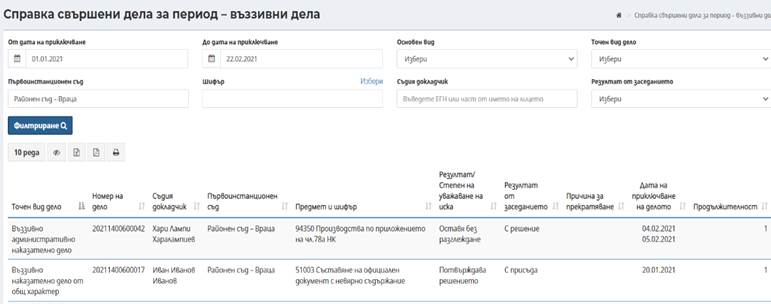 Справка свършени дела за период – въззивни дела
Справка свършени дела за период – въззивни де
От дата на приключване До дата на приключване Основен вид Точен вид дело
01.01.2021 22.02.2021 Избери Избери
Първоинстанционен съд Шифър Избери Съдия докладчик Резултат от заседанието
Районен съд – Враца Въведете ЕГН или част от името на лицето Избери
Филтриране
10 реда
Резултат/ Дата на
Съдия Степен на Резултат приключване
Номер на Първоинстанционен уважаване на от Причина за
Точен вид дело дело докладчик съд Предмет и шифър иска заседанието прекратяване на делото Продължителност
Въззивно 20211400600042 Хари Лампи Районен съд – Враца 94350 Производства по приложението Оставя без С решение 04.02.2021 1
административно Харалампиев на чл.78а НК разглеждане 05.02.2021
наказателно дело
Въззивно 20211400600017 Иван Иванов Районен съд – Враца 51003 Съставяне на официален Потвърждава С присъда 20.01.2021 1
наказателно дело от Иванов документ с невярно съдържание решението
общ характер